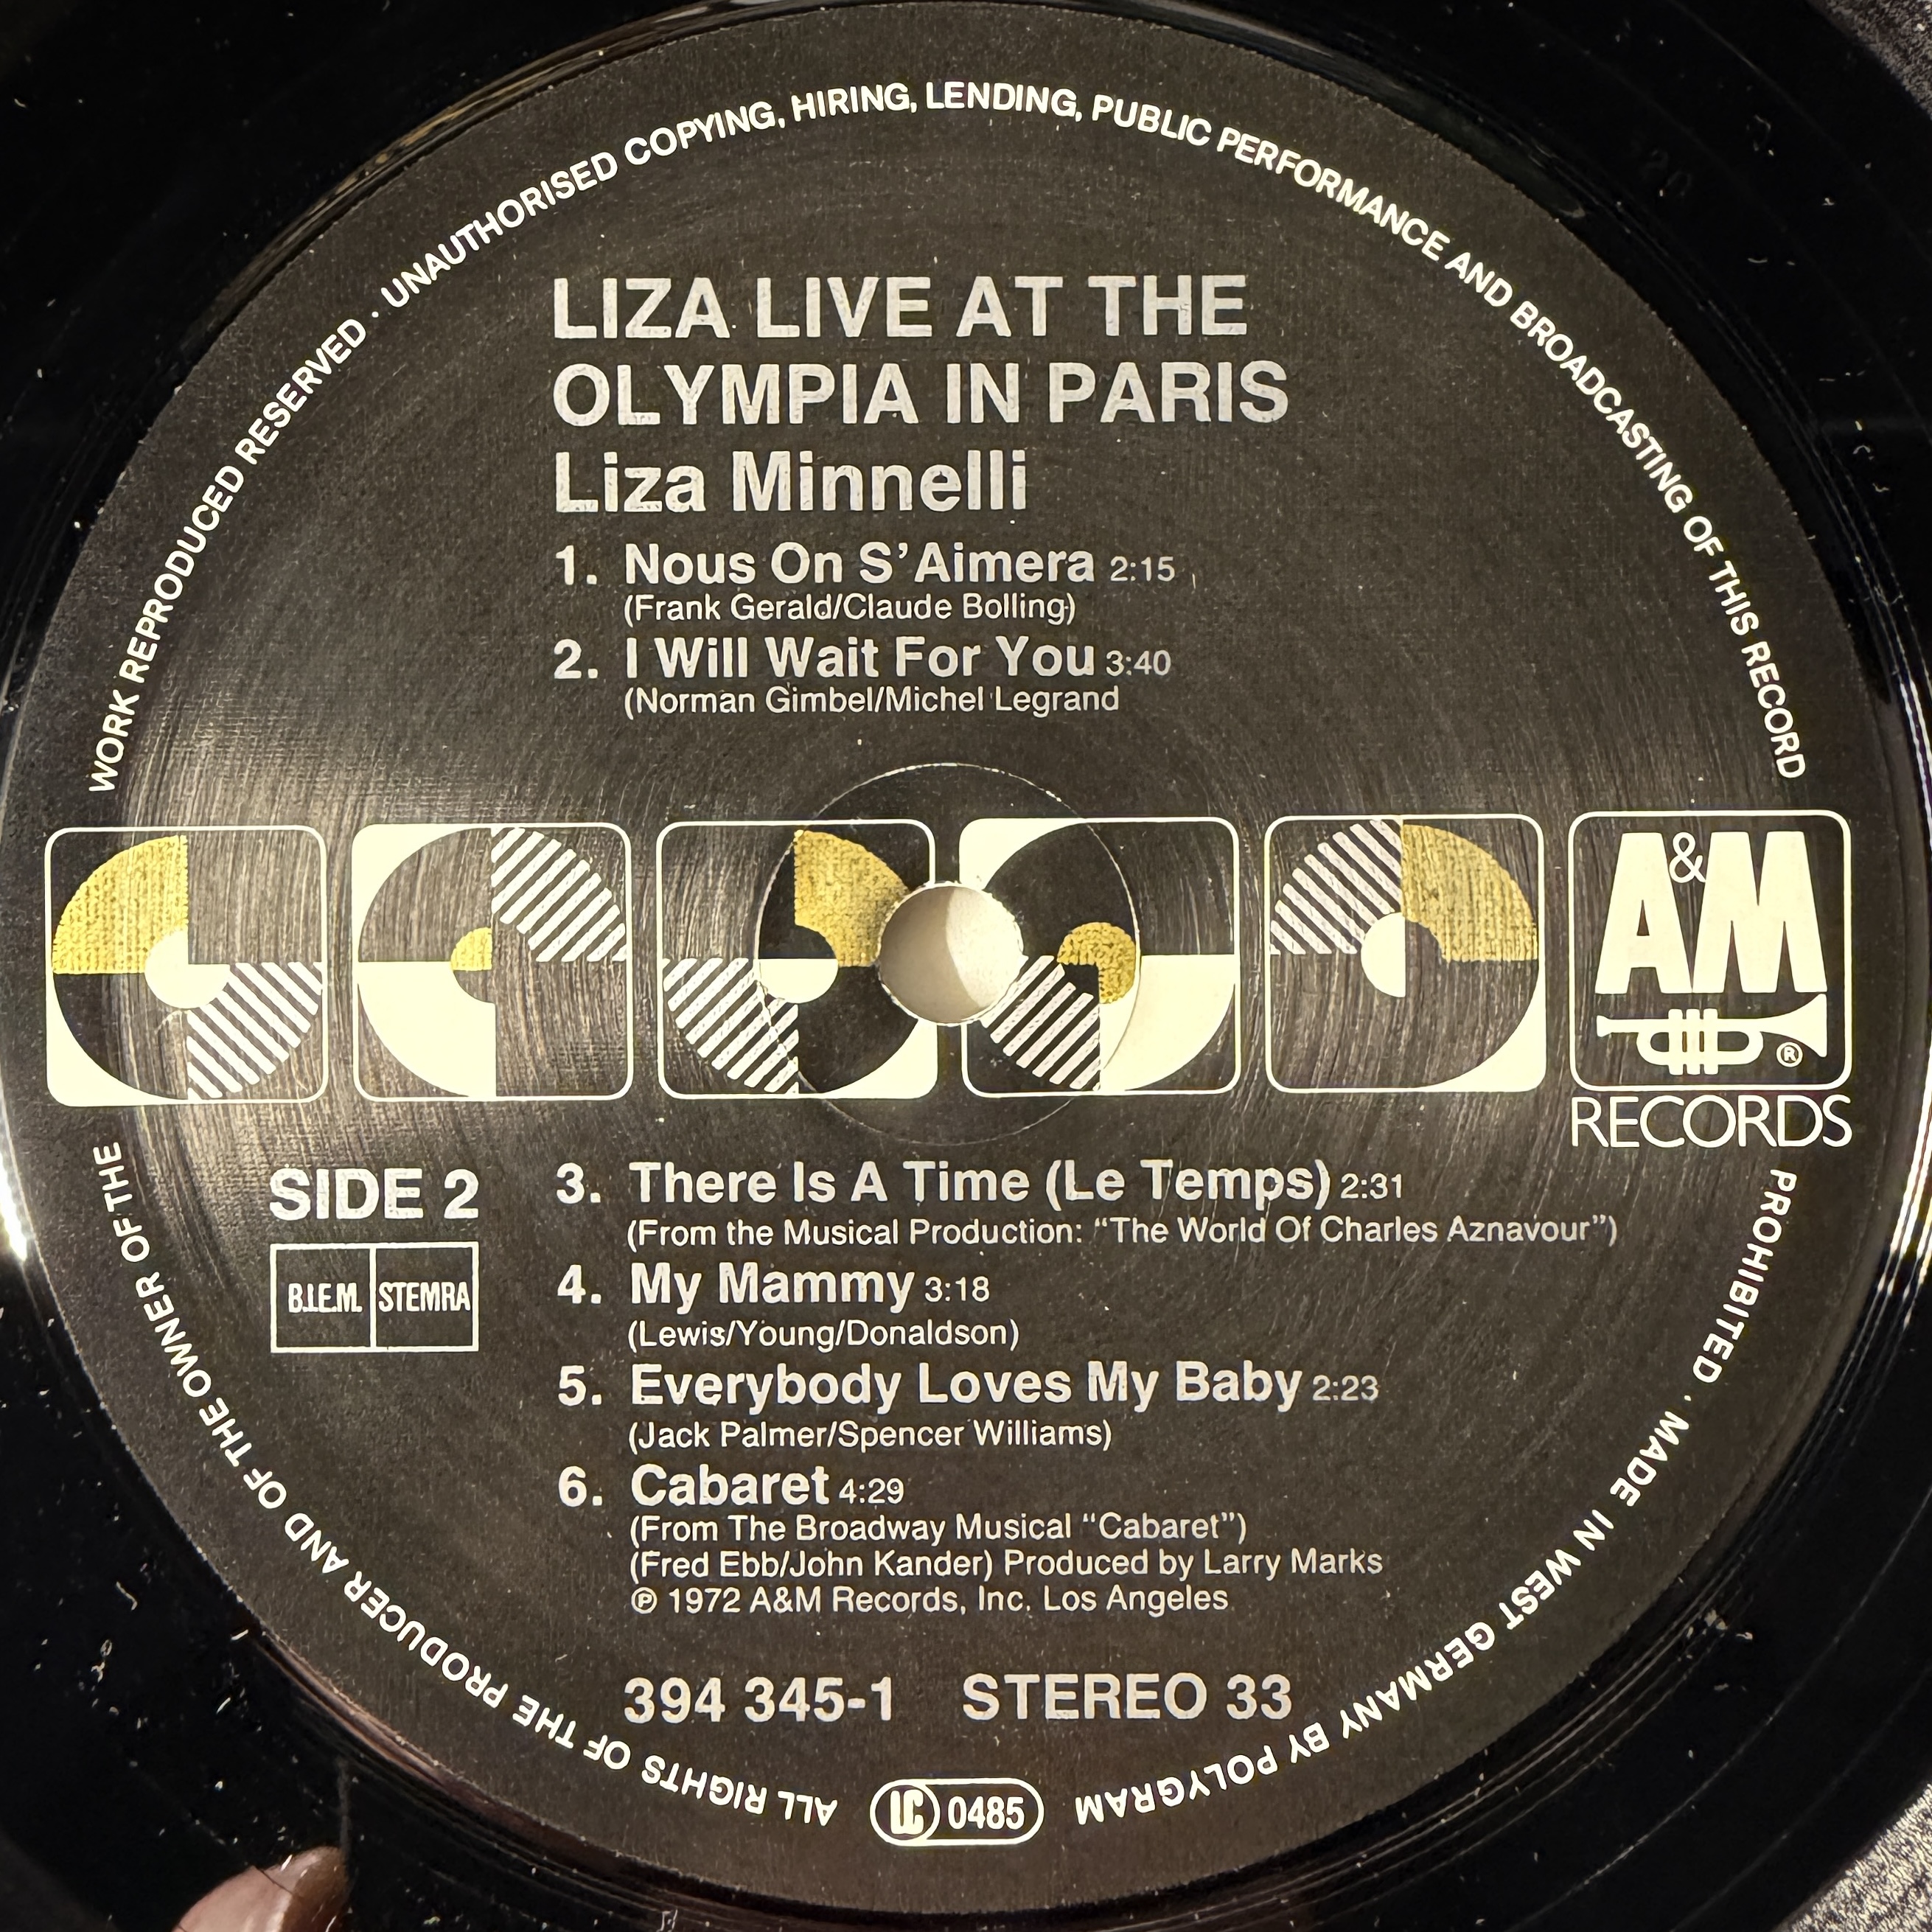 WORK REPRODUCED RESERVED · UNAUTHORISED COPYING, HIRING, LENDING, PUBLIC PERFORMANCE AND BROADCASTING OF THIS RECORD
LIZA LIVE AT THE
OLYMPIA IN PARIS
Liza Minnelli
1. Nous On S'Aimera 2:15
(Frank Gerald/Claude Bolling)
2. I Will Wait For You 3:40
(Norman Gimbel/Michel Legrand
A&M
®
RECORDS
SIDE 2
B.I.E.M. STEMRA
3. There Is A Time (Le Temps) 2:31
(From the Musical Production: “The World Of Charles Aznavour”)
4. My Mammy 3:18
(Lewis/Young/Donaldson)
5. Everybody Loves My Baby 2:23
(Jack Palmer/Spencer Williams)
6. Cabaret 4:29
(From The Broadway Musical “Cabaret”)
(Fred Ebb/John Kander) Produced by Larry Marks
℗ 1972 A&M Records, Inc. Los Angeles
394 345-1 STEREO 33
PROHIBITED · MADE IN WEST GERMANY BY POLYGRAM
LC 0485
ALL RIGHTS OF THE PRODUCER AND OF THE OWNER OF THE